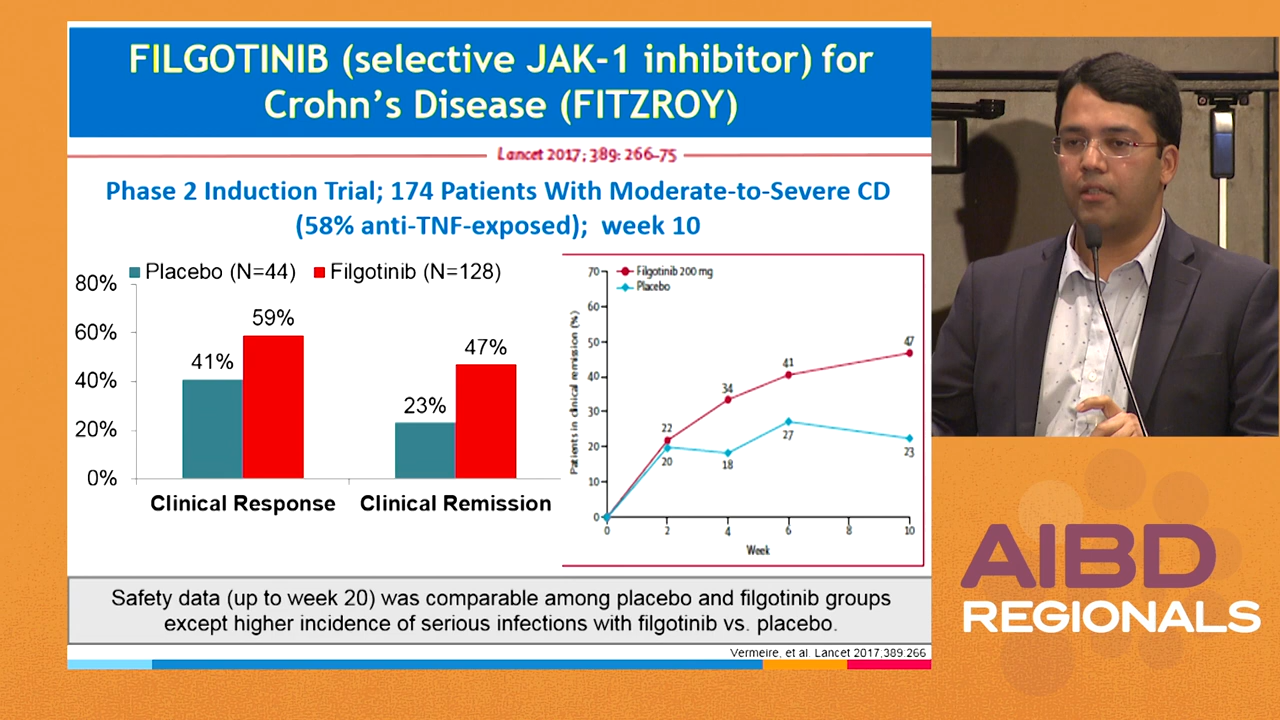 FILGOTINIB (selective JAK-1 inhibitor) for
Crohn's Disease (FITZROY)
Lancet 2017; 389: 266–75
Phase 2 Induction Trial; 174 Patients With Moderate-to-Severe CD
(58% anti-TNF-exposed);  week 10
Placebo (N=44) Filgotinib (N=128)
80%
60%
40%
20%
0%
41%
59%
23%
47%
Clinical Response Clinical Remission
Filgotinib 200 mg
Placebo
Patients in clinical remission (%)
70
60
50
40
30
20
10
0
22
34
41
47
20
18
27
23
0 2 4 6 8 10
Week
Safety data (up to week 20) was comparable among placebo and filgotinib groups
except higher incidence of serious infections with filgotinib vs. placebo.
Vermeire, et al. Lancet 2017;389:266
AIBD
REGIONALS